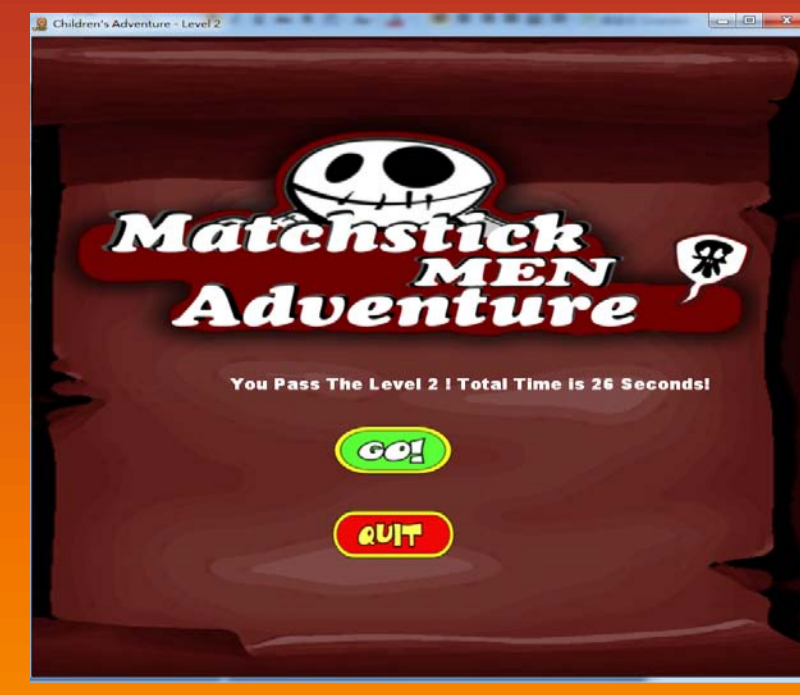 Children's Adventure - Level 2
Matchstick
MEN
Adventure
You Pass The Level 2 ! Total Time is 26 Seconds!
GO!
QUIT